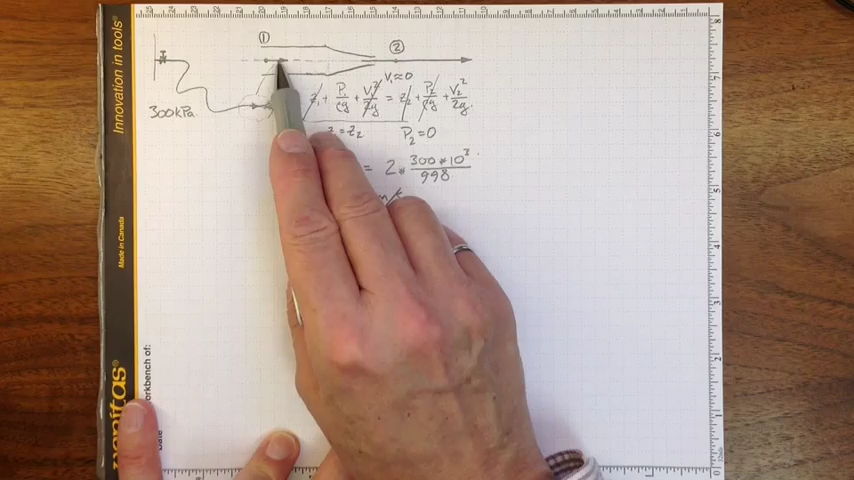 ① ②
V₁≈0
300kPa
z₁ + P₁/ρg + V₁²/2g = z₂ + P₂/ρg + V₂²/2g.
= z₂ P₂=0
= 2 * 300*10³/998
Innovation in tools®
Made in Canada
workbench of:
Date